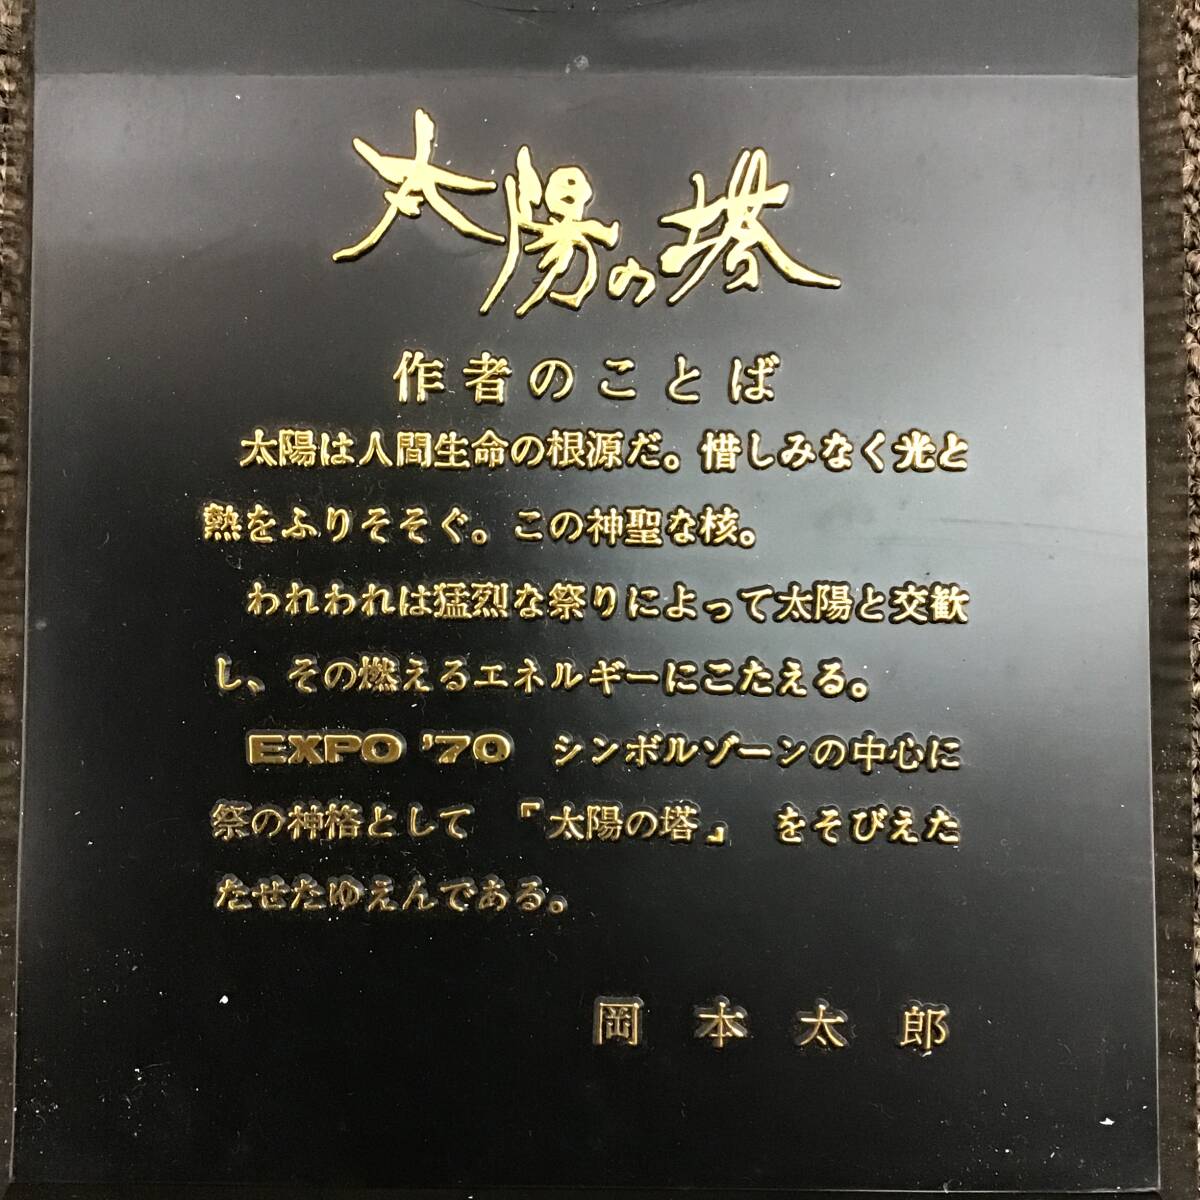 太陽の塔
作者のことば
太陽は人間生命の根源だ。惜しみなく光と
熱をふりそそぐ。この神聖な核。
われわれは猛烈な祭りによって太陽と交歓
し、その燃えるエネルギーにこたえる。
EXPO '70 シンボルゾーンの中心に
祭の神格として 『太陽の塔』 をそびえた
たせたゆえんである。
岡本太郎